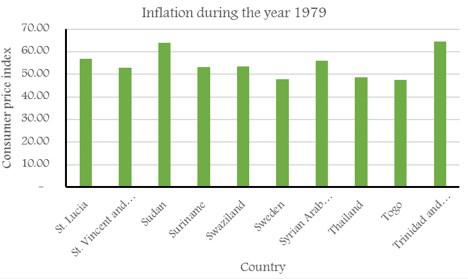 Inflation during the year 1979
Consumer price index
70.00
60.00
50.00
40.00
30.00
20.00
10.00
-
St. Lucia
St. Vincent and…
Sudan
Suriname
Swaziland
Sweden
Syrian Arab…
Thailand
Togo
Trinidad and…
Country